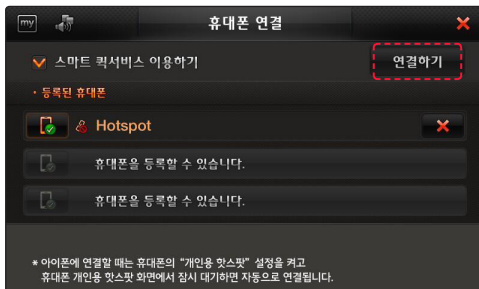 my
휴대폰 연결
스마트 퀵서비스 이용하기
연결하기
· 등록된 휴대폰
Hotspot
휴대폰을 등록할 수 있습니다.
휴대폰을 등록할 수 있습니다.
* 아이폰에 연결할 때는 휴대폰의 "개인용 핫스팟" 설정을 켜고
휴대폰 개인용 핫스팟 화면에서 잠시 대기하면 자동으로 연결됩니다.